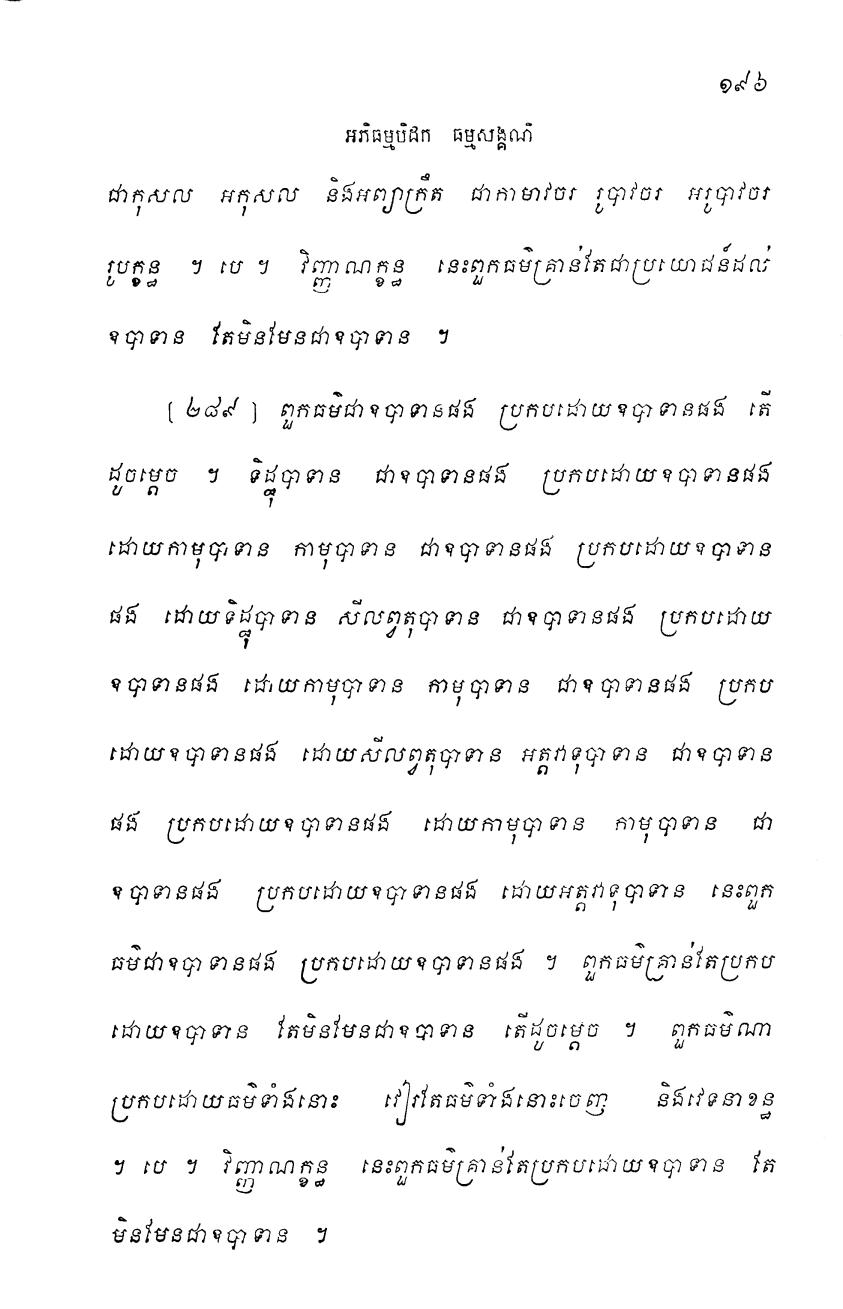 ១៩៦
អភិធម្មបិដក ធម្មសង្គណី
ជាកុសល អកុសល និងអព្យាក្រឹត ជាកាមាវចរ រូបាវចរ អរូបាវចរ
រូបក្ខន្ធ ។ បេ ។ វិញ្ញាណក្ខន្ធ នេះពួកធម៌គ្រាន់តែជាប្រយោជន៍ដល់
ឧបាទាន តែមិនមែនជាឧបាទាន ។
[ ២៨៩ ] ពួកធម៌ជាឧបាទានផង ប្រកបដោយឧបាទានផង តើ
ដូចម្តេច ។ ទិដ្ឋុបាទាន ជាឧបាទានផង ប្រកបដោយឧបាទានផង
ដោយកាមុបាទាន កាមុបាទាន ជាឧបាទានផង ប្រកបដោយឧបាទាន
ផង ដោយទិដ្ឋុបាទាន សីលព្វតុបាទាន ជាឧបាទានផង ប្រកបដោយ
ឧបាទានផង ដោយកាមុបាទាន កាមុបាទាន ជាឧបាទានផង ប្រកប
ដោយឧបាទានផង ដោយសីលព្វតុបាទាន អត្តវាទុបាទាន ជាឧបាទាន
ផង ប្រកបដោយឧបាទានផង ដោយកាមុបាទាន កាមុបាទាន ជា
ឧបាទានផង ប្រកបដោយឧបាទានផង ដោយអត្តវាទុបាទាន នេះពួក
ធម៌ជាឧបាទានផង ប្រកបដោយឧបាទានផង ។ ពួកធម៌គ្រាន់តែប្រកប
ដោយឧបាទាន តែមិនមែនជាឧបាទាន តើដូចម្តេច ។ ពួកធម៌ណា
ប្រកបដោយធម៌ទាំងនោះ វៀរតែធម៌ទាំងនោះចេញ និងវេទនាខន្ធ
។ បេ ។ វិញ្ញាណក្ខន្ធ នេះពួកធម៌គ្រាន់តែប្រកបដោយឧបាទាន តែ
មិនមែនជាឧបាទាន ។